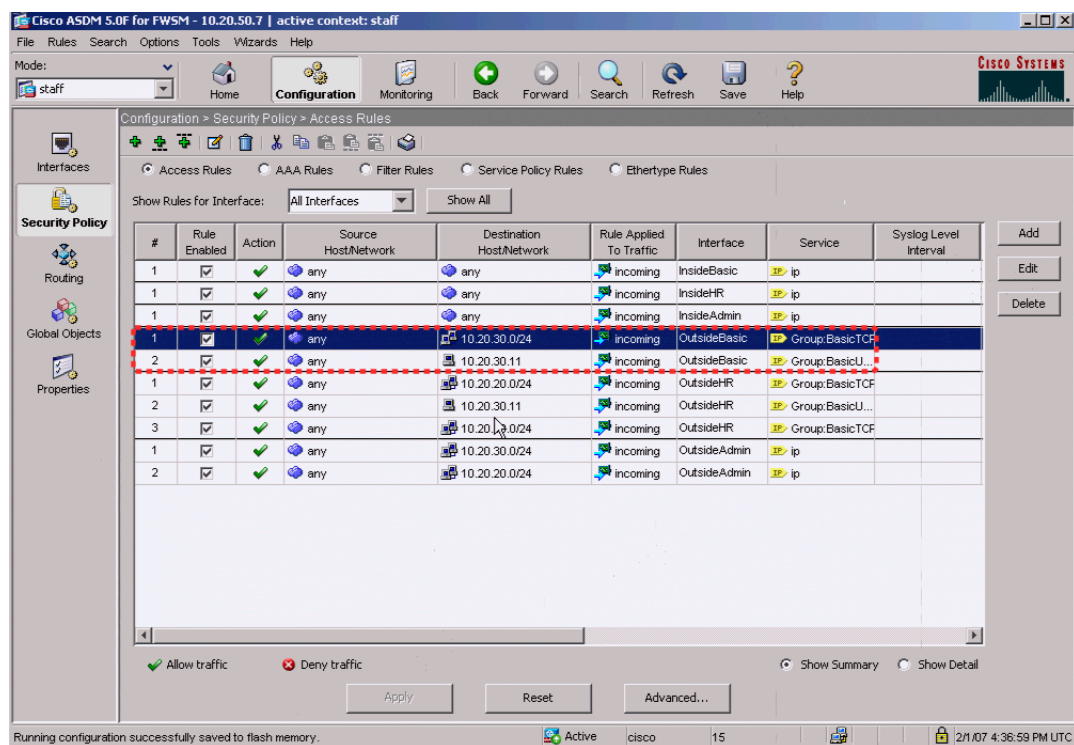 Cisco ASDM 5.0F for FWSM - 10.20.50.7 | active context: staff
File Rules Search Options Tools Wizards Help
Mode:
staff
Home Configuration Monitoring Back Forward Search Refresh Save Help
CISCO SYSTEMS
Configuration > Security Policy > Access Rules
Interfaces
Security Policy
Routing
Global Objects
Properties
Access Rules AAA Rules Filter Rules Service Policy Rules Ethertype Rules
Show Rules for Interface: All Interfaces Show All
# Rule Enabled Action Source Host/Network Destination Host/Network Rule Applied To Traffic Interface Service Syslog Level Interval
1 any any incoming InsideBasic IP ip
1 any any incoming InsideHR IP ip
1 any any incoming InsideAdmin IP ip
1 any 10.20.30.0/24 incoming OutsideBasic IP Group:BasicTCP
2 any 10.20.30.11 incoming OutsideBasic IP Group:BasicU...
1 any 10.20.20.0/24 incoming OutsideHR IP Group:BasicTCP
2 any 10.20.30.11 incoming OutsideHR IP Group:BasicU...
3 any incoming OutsideHR IP Group:BasicTCP
1 any 10.20.30.0/24 incoming OutsideAdmin IP ip
2 any 10.20.20.0/24 incoming OutsideAdmin IP ip
Add
Edit
Delete
Allow traffic Deny traffic Show Summary Show Detail
Apply Reset Advanced...
Running configuration successfully saved to flash memory. Active cisco 15 2/1/07 4:36:59 PM UTC